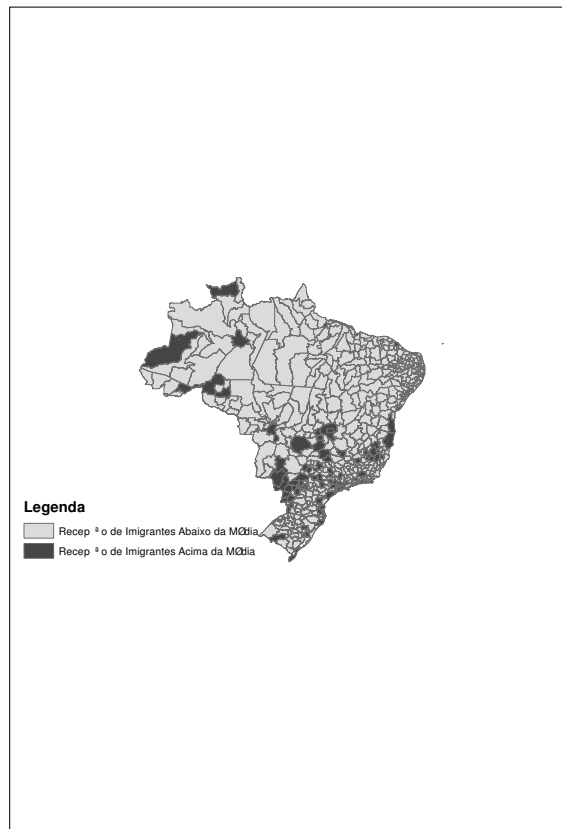 Legenda
Recep ª o de Imigrantes Abaixo da MØdia
Recep ª o de Imigrantes Acima da MØdia